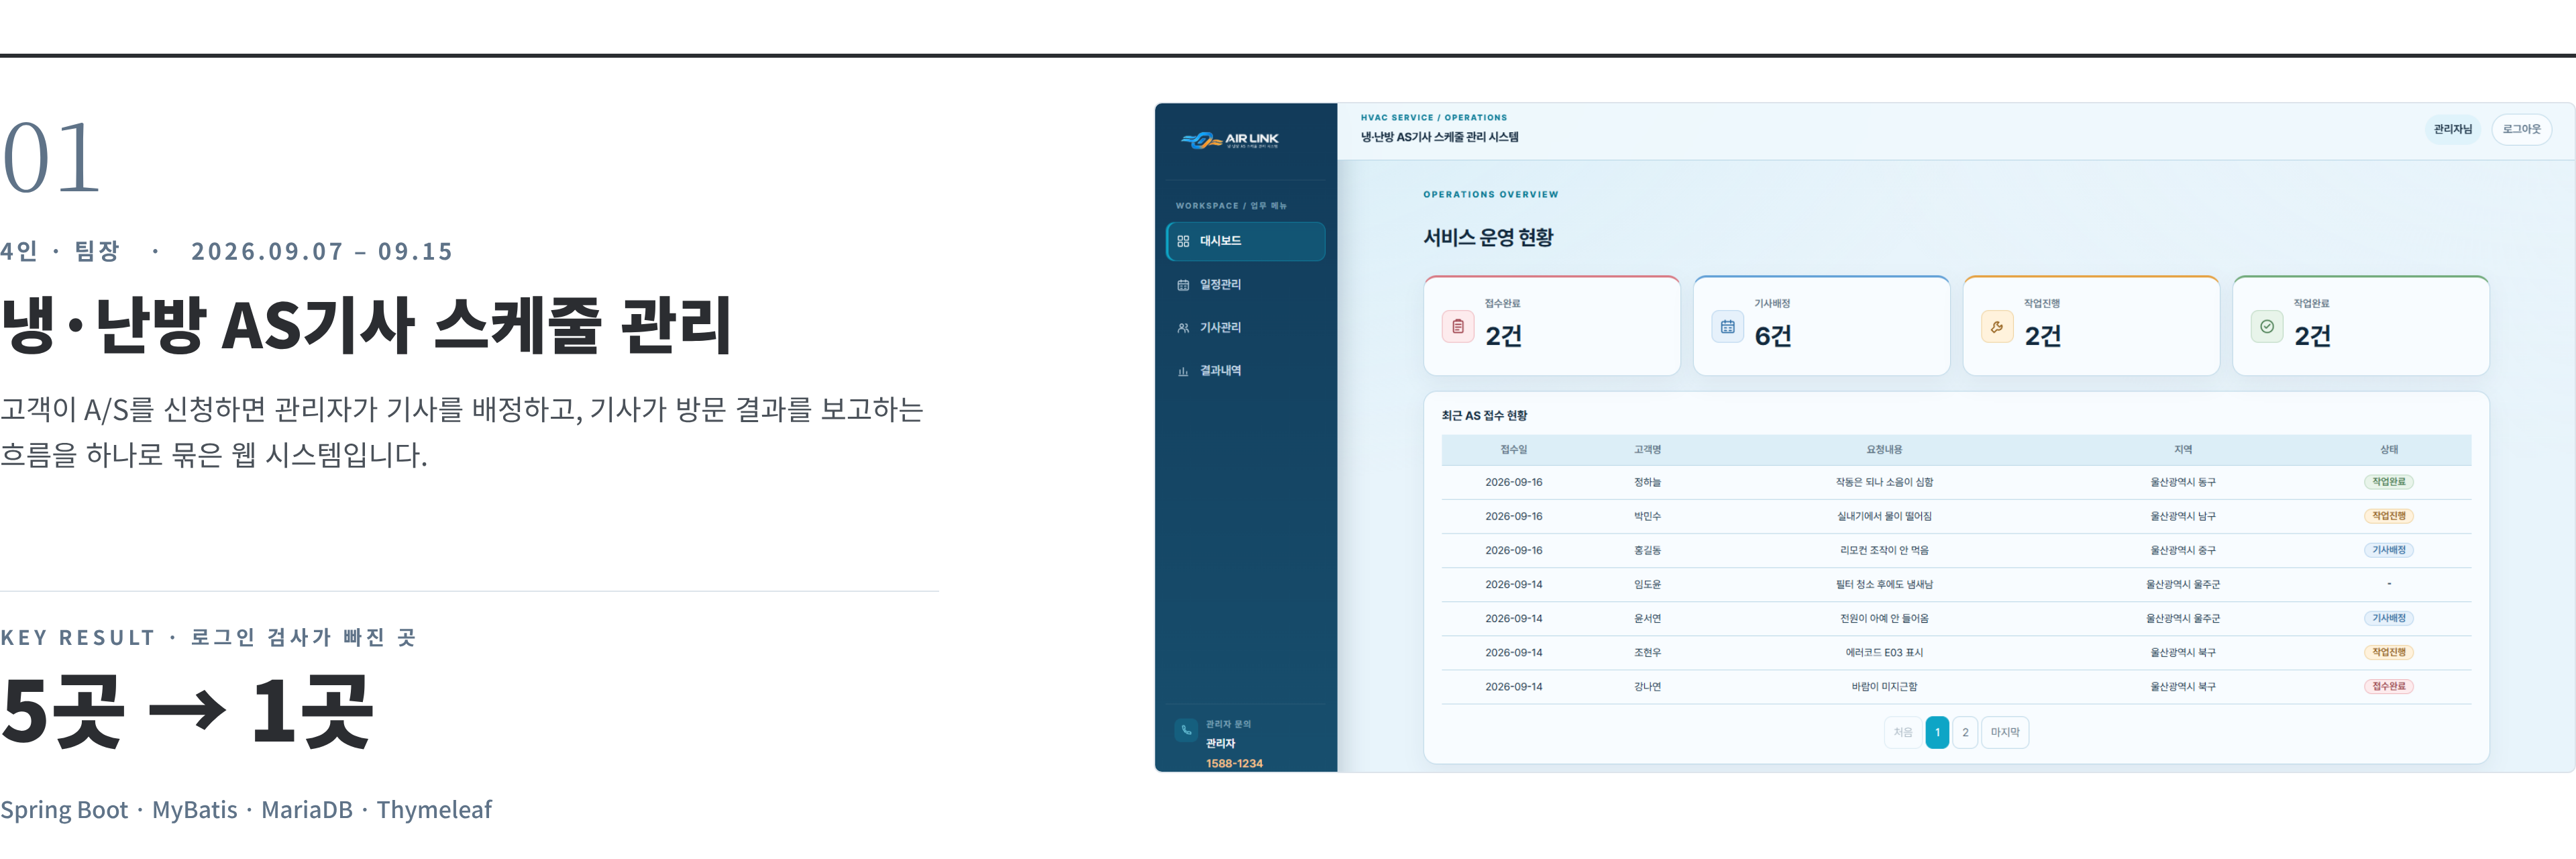 01
4인 · 팀장 · 2026.09.07 – 09.15
냉·난방 AS기사 스케줄 관리
고객이 A/S를 신청하면 관리자가 기사를 배정하고, 기사가 방문 결과를 보고하는
흐름을 하나로 묶은 웹 시스템입니다.
KEY RESULT · 로그인 검사가 빠진 곳
5곳 → 1곳
Spring Boot · MyBatis · MariaDB · Thymeleaf
AIR LINK
냉·난방 AS 스케줄 관리 시스템
WORKSPACE / 업무 메뉴
대시보드
일정관리
기사관리
결과내역
관리자 문의
관리자
1588-1234
HVAC SERVICE / OPERATIONS
냉·난방 AS기사 스케줄 관리 시스템
관리자님 로그아웃
OPERATIONS OVERVIEW
서비스 운영 현황
접수완료
2건
기사배정
6건
작업진행
2건
작업완료
2건
최근 AS 접수 현황
접수일 고객명 요청내용 지역 상태
2026-09-16 정하늘 작동은 되나 소음이 심함 울산광역시 동구 작업완료
2026-09-16 박민수 실내기에서 물이 떨어짐 울산광역시 남구 작업진행
2026-09-16 홍길동 리모컨 조작이 안 먹음 울산광역시 중구 기사배정
2026-09-14 임도윤 필터 청소 후에도 냄새남 울산광역시 울주군 -
2026-09-14 윤서연 전원이 아예 안 들어옴 울산광역시 울주군 기사배정
2026-09-14 조현우 에러코드 E03 표시 울산광역시 북구 작업진행
2026-09-14 강나연 바람이 미지근함 울산광역시 북구 접수완료
처음 1 2 마지막